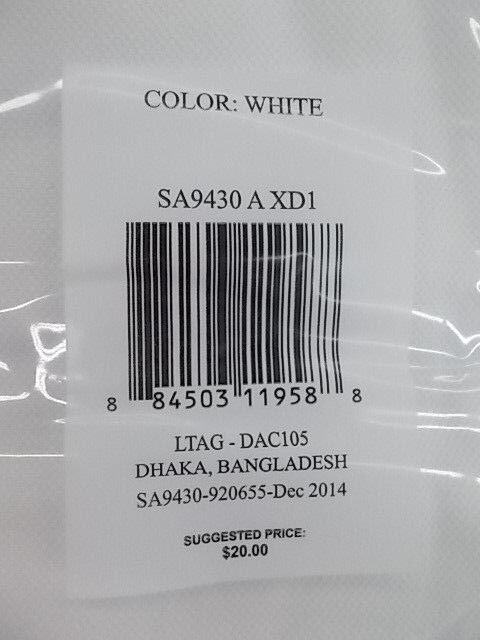 COLOR: WHITE
SA9430 A XD1
8 84503 11958 8
LTAG - DAC105
DHAKA, BANGLADESH
SA9430-920655-Dec 2014
SUGGESTED PRICE:
$20.00